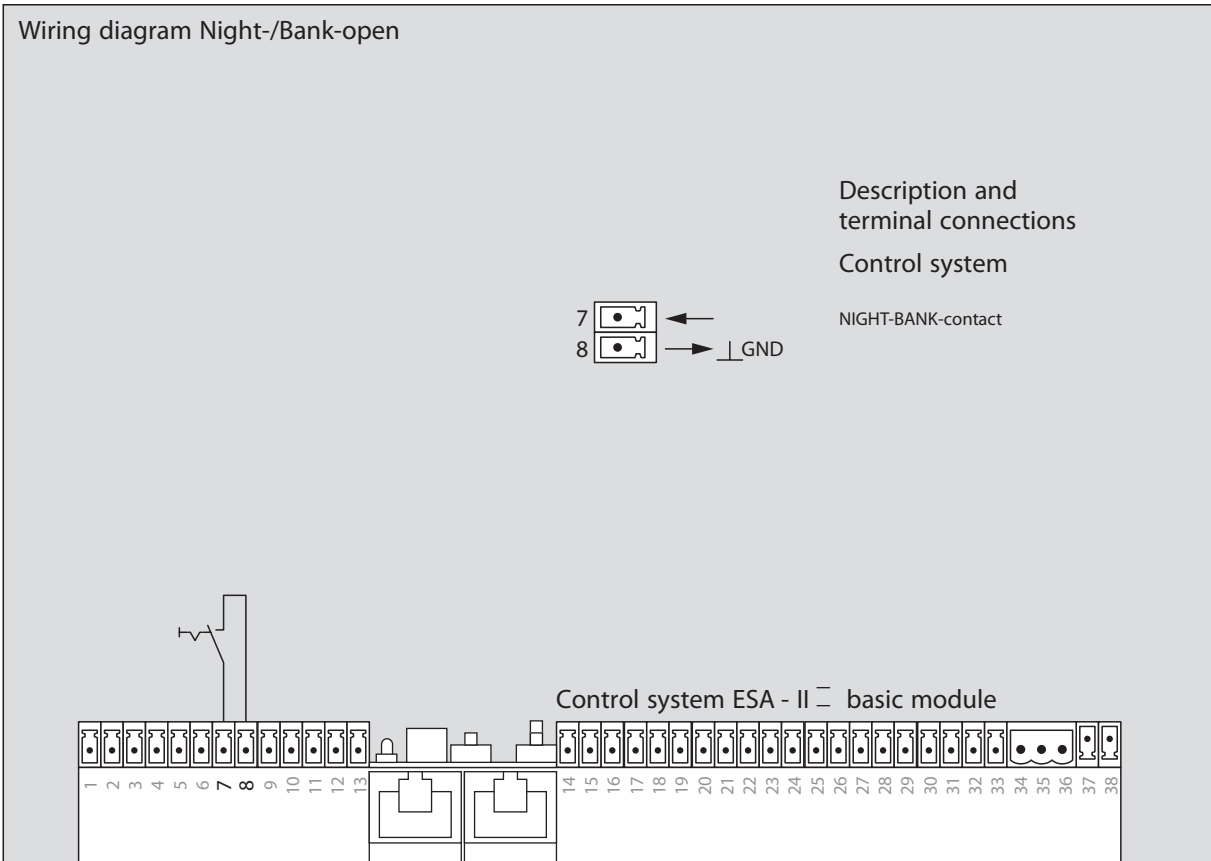 Wiring diagram Night-/Bank-open
Description and
terminal connections
Control system
7
NIGHT-BANK-contact
8
GND
Control system ESA - II basic module
1 2 3 4 5 6 7 8 9 10 11 12 13 14 15 16 17 18 19 20 21 22 23 24 25 26 27 28 29 30 31 32 33 34 35 36 37 38